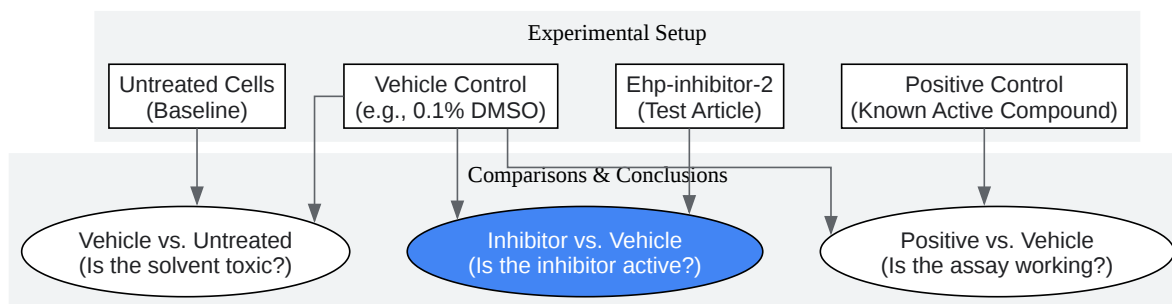 Experimental Setup
Untreated Cells
(Baseline)
Vehicle Control
(e.g., 0.1% DMSO)
Ehp-inhibitor-2
(Test Article)
Positive Control
(Known Active Compound)
Comparisons & Conclusions
Vehicle vs. Untreated
(Is the solvent toxic?)
Inhibitor vs. Vehicle
(Is the inhibitor active?)
Positive vs. Vehicle
(Is the assay working?)